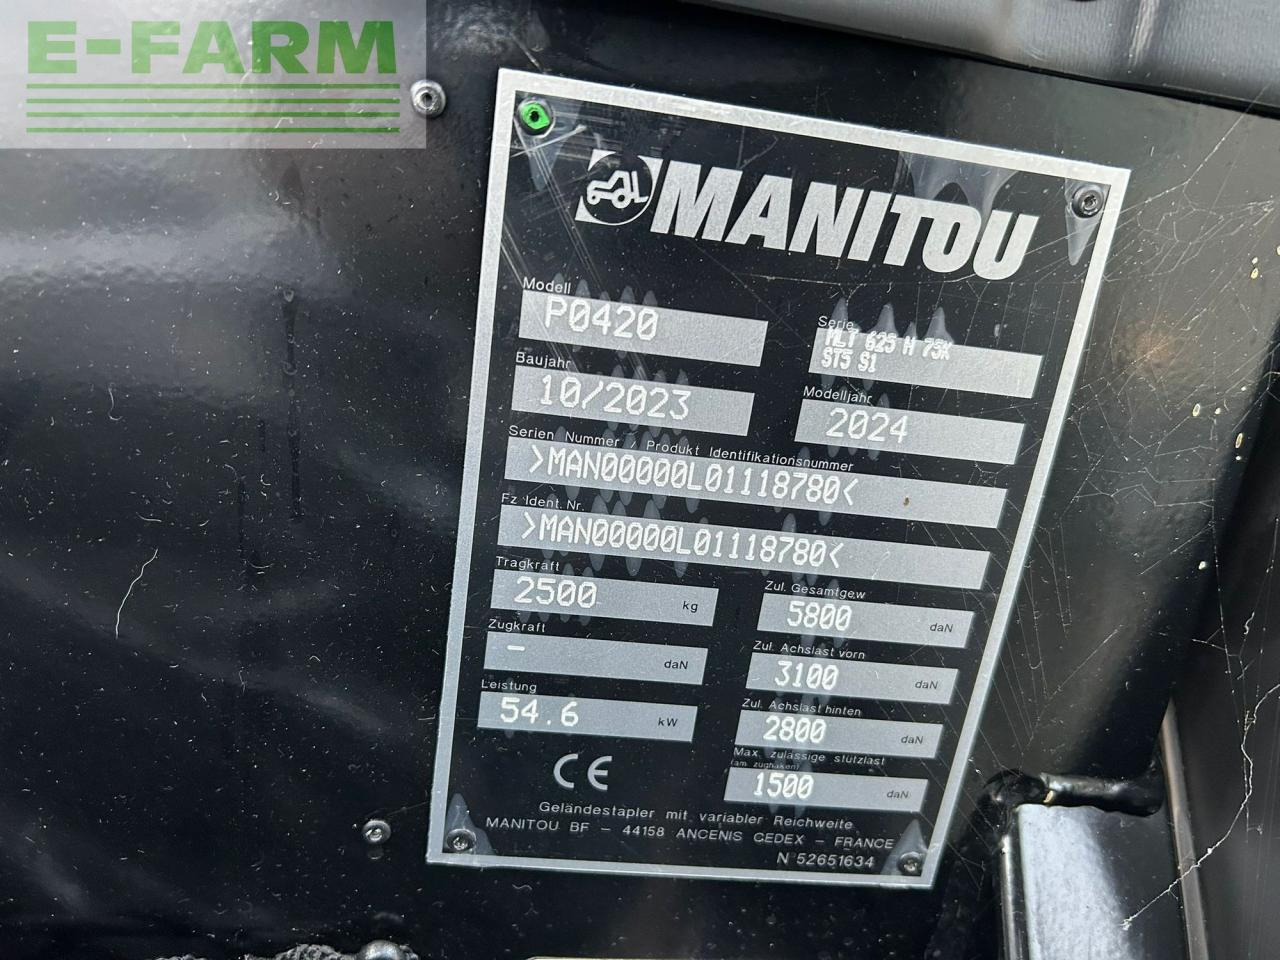 E-FARM
MANITOU
Modell
P0420
Serie
MLT 625 H 75K
ST5 S1
Baujahr
10/2023
Modelljahr
2024
Serien Nummer / Produkt Identifikationsnummer
>MAN00000L01118780<
Fz Ident. Nr.
>MAN00000L01118780<
Tragkraft
2500 kg
Zul. Gesamtgew
5800 daN
Zugkraft
- daN
Zul. Achslast vorn
3100 daN
Leistung
54.6 kW
Zul. Achslast hinten
2800 daN
Max. zulässige stützlast
(am zughaken)
1500 daN
CE
Geländestapler mit variabler Reichweite
MANITOU BF - 44158 ANCENIS CEDEX - FRANCE
N°52651634